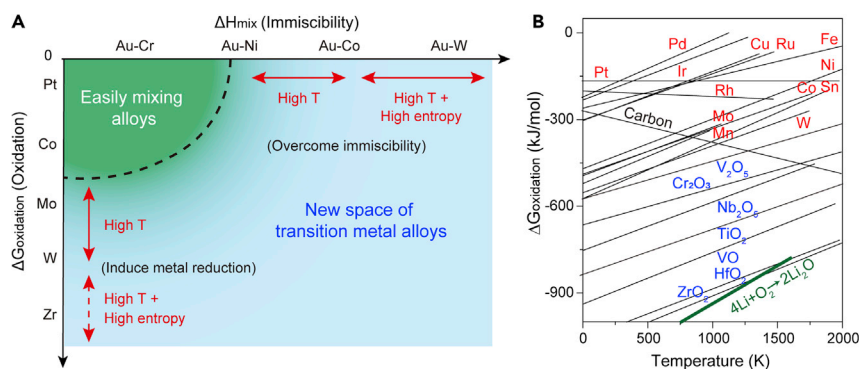 A
ΔHmix (Immiscibility)
Au-Cr Au-Ni Au-Co Au-W
0
Pt
Co
Mo
W
Zr
ΔGoxidation (Oxidation)
Easily mixing
alloys
High T
High T +
High entropy
(Overcome immiscibility)
High T
New space of
transition metal alloys
(Induce metal reduction)
High T +
High entropy
B
ΔGoxidation (kJ/mol)
0
-300
-600
-900
Pd Cu Ru Fe
Pt Ir Ni
Rh Co Sn
Carbon
Mo
Mn
W
V₂O₅
Cr₂O₃
Nb₂O₅
TiO₂
VO
HfO₂
ZrO₂
4Li+O₂→2Li₂O
0 500 1000 1500 2000
Temperature (K)